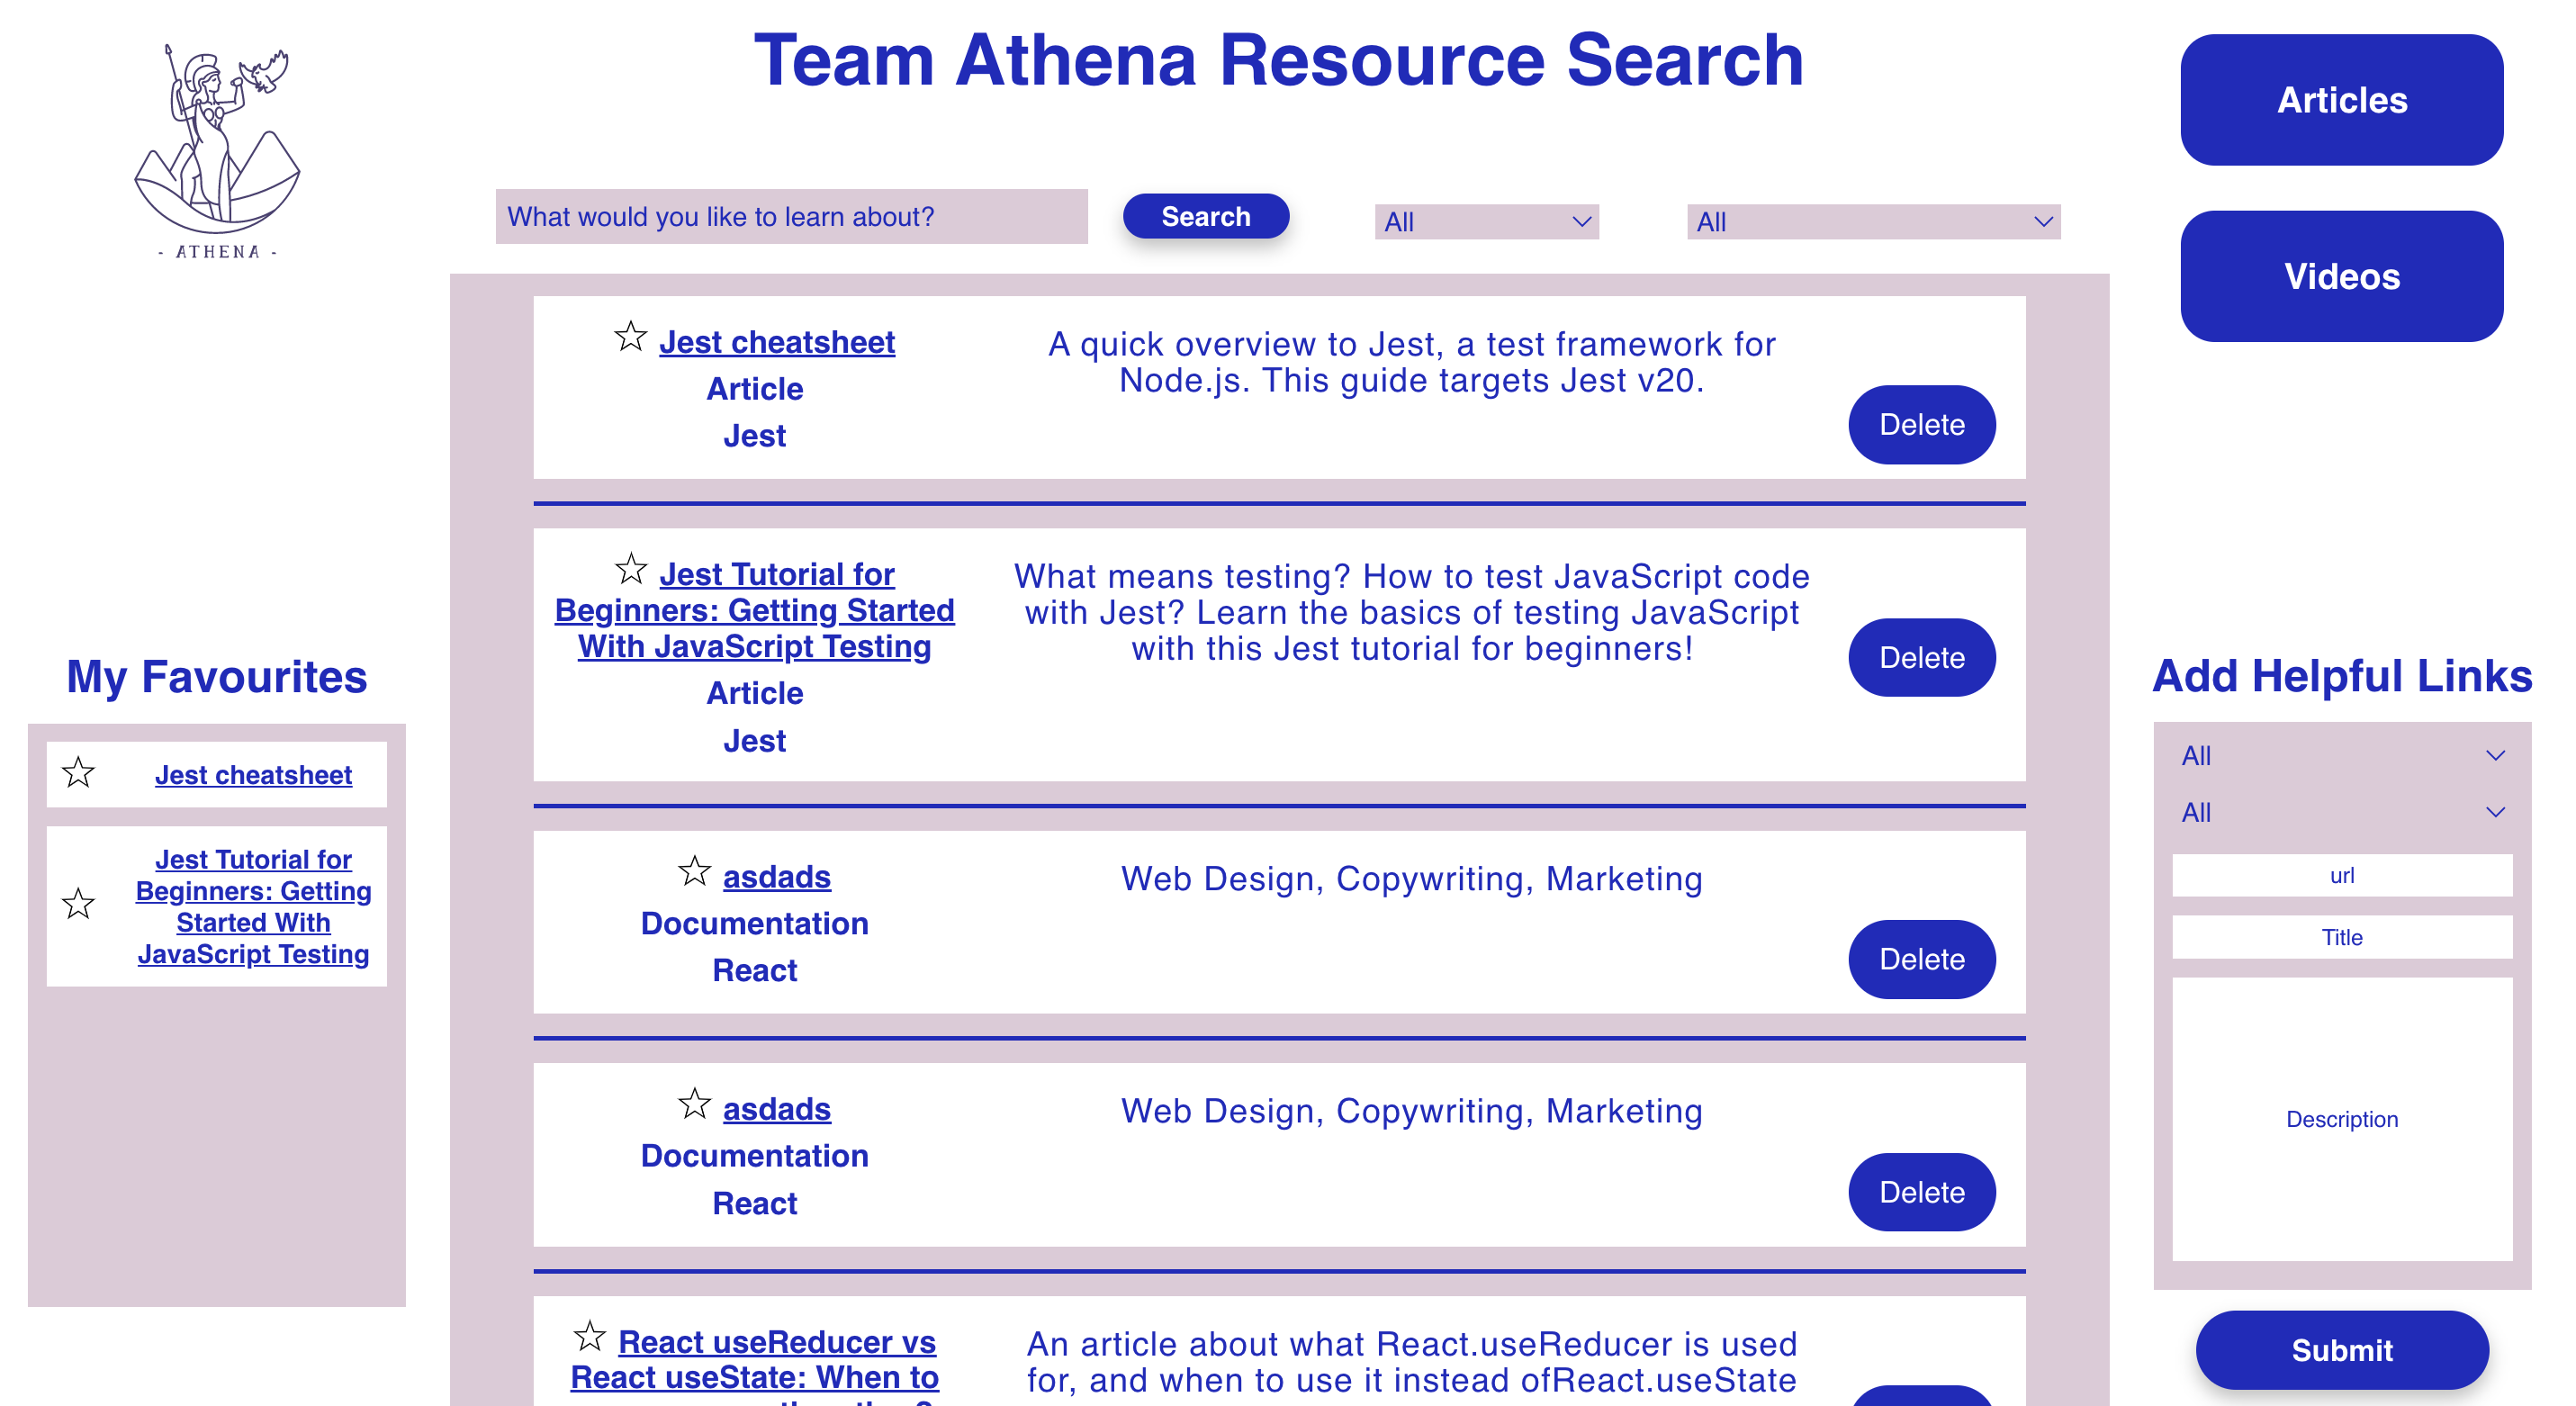 Team Athena Resource Search
- ATHENA -
What would you like to learn about?
Search
All
All
Articles
Videos
Jest cheatsheet
Article
Jest
A quick overview to Jest, a test framework for
Node.js. This guide targets Jest v20.
Delete
Jest Tutorial for
Beginners: Getting Started
With JavaScript Testing
Article
Jest
What means testing? How to test JavaScript code
with Jest? Learn the basics of testing JavaScript
with this Jest tutorial for beginners!
Delete
asdads
Documentation
React
Web Design, Copywriting, Marketing
Delete
asdads
Documentation
React
Web Design, Copywriting, Marketing
Delete
React useReducer vs
React useState: When to
An article about what React.useReducer is used
for, and when to use it instead ofReact.useState
My Favourites
Jest cheatsheet
Jest Tutorial for
Beginners: Getting
Started With
JavaScript Testing
Add Helpful Links
All
All
url
Title
Description
Submit